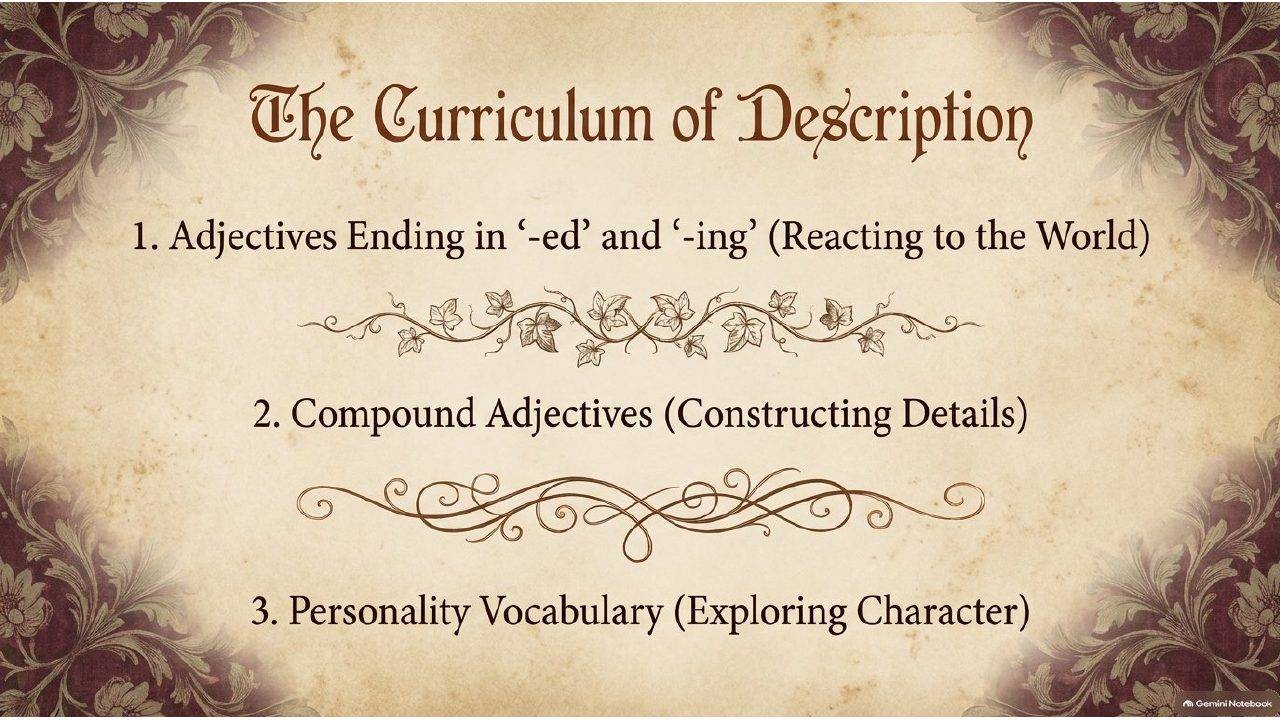 The Curriculum of Description
1. Adjectives Ending in ‘-ed’ and ‘-ing’ (Reacting to the World)
2. Compound Adjectives (Constructing Details)
3. Personality Vocabulary (Exploring Character)
Gemini Notebook